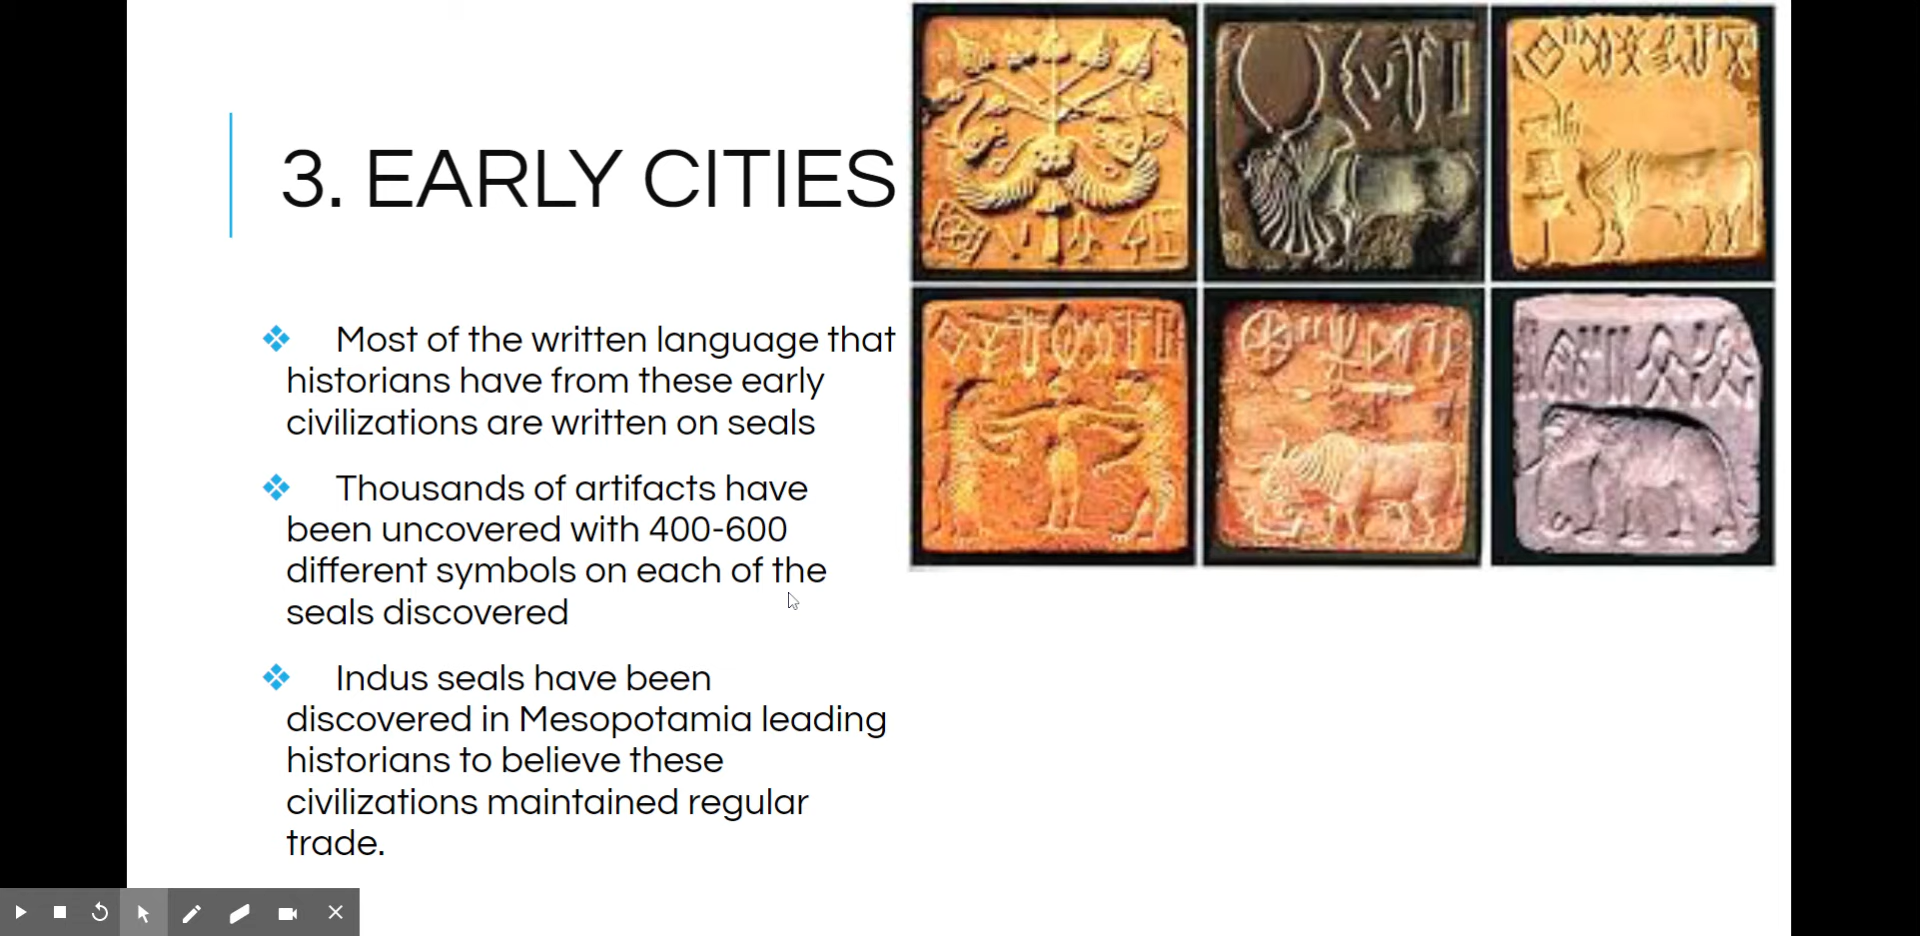 3. EARLY CITIES
❖ Most of the written language that
historians have from these early
civilizations are written on seals
❖ Thousands of artifacts have
been uncovered with 400-600
different symbols on each of the
seals discovered
❖ Indus seals have been
discovered in Mesopotamia leading
historians to believe these
civilizations maintained regular
trade.